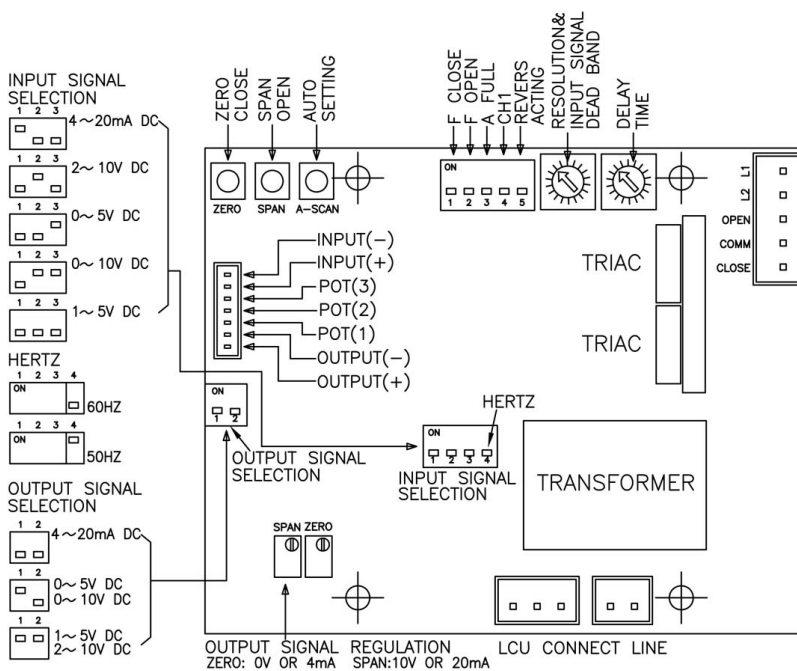 INPUT SIGNAL
SELECTION
1 2 3
4~20mA DC
1 2 3
2~10V DC
1 2 3
0~5V DC
1 2 3
0~10V DC
1 2 3
1~5V DC
HERTZ
1 2 3 4
ON
60HZ
1 2 3 4
ON
50HZ
OUTPUT SIGNAL
SELECTION
1 2
4~20mA DC
1 2
0~5V DC
0~10V DC
1 2
1~5V DC
2~10V DC
ZERO
CLOSE
SPAN
OPEN
AUTO
SETTING
F CLOSE
F OPEN
A FULL
CH1
REVERS
ACTING
RESOLUTION&
INPUT SIGNAL
DEAD BAND
DELAY
TIME
ZERO SPAN A-SCAN
ON
1 2 3 4 5
L1
L2
OPEN
COMM
CLOSE
INPUT(-)
INPUT(+)
POT(3)
POT(2)
POT(1)
OUTPUT(-)
OUTPUT(+)
TRIAC
TRIAC
ON
1 2
OUTPUT SIGNAL
SELECTION
HERTZ
ON
1 2 3 4
INPUT SIGNAL
SELECTION
TRANSFORMER
SPAN ZERO
OUTPUT SIGNAL REGULATION
ZERO: 0V OR 4mA SPAN:10V OR 20mA
LCU CONNECT LINE